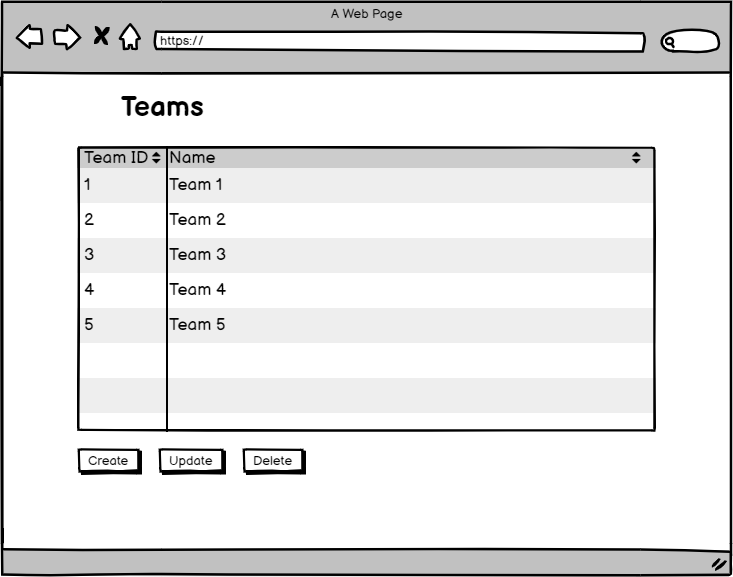 A Web Page
https://
Teams
Team ID Name
1 Team 1
2 Team 2
3 Team 3
4 Team 4
5 Team 5
Create Update Delete